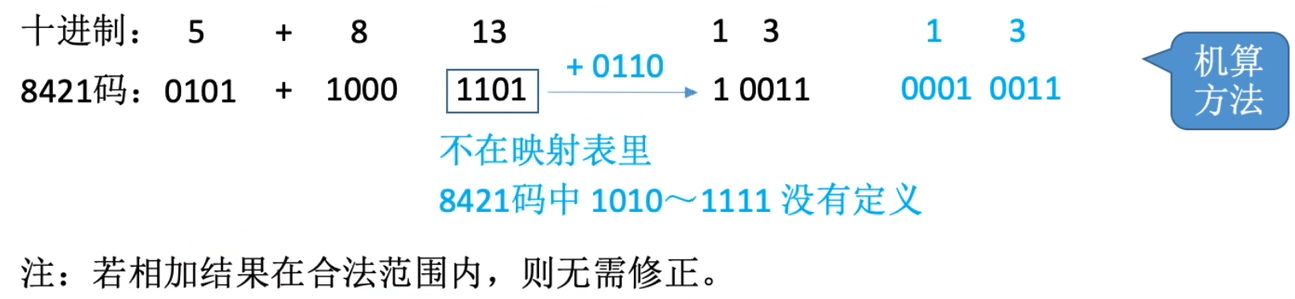 十进制： 5 + 8 13 1 3 1 3
+ 0110
8421码：0101 + 1000 1101 1 0011 0001 0011
机算
方法
不在映射表里
8421码中 1010～1111 没有定义
注：若相加结果在合法范围内，则无需修正。